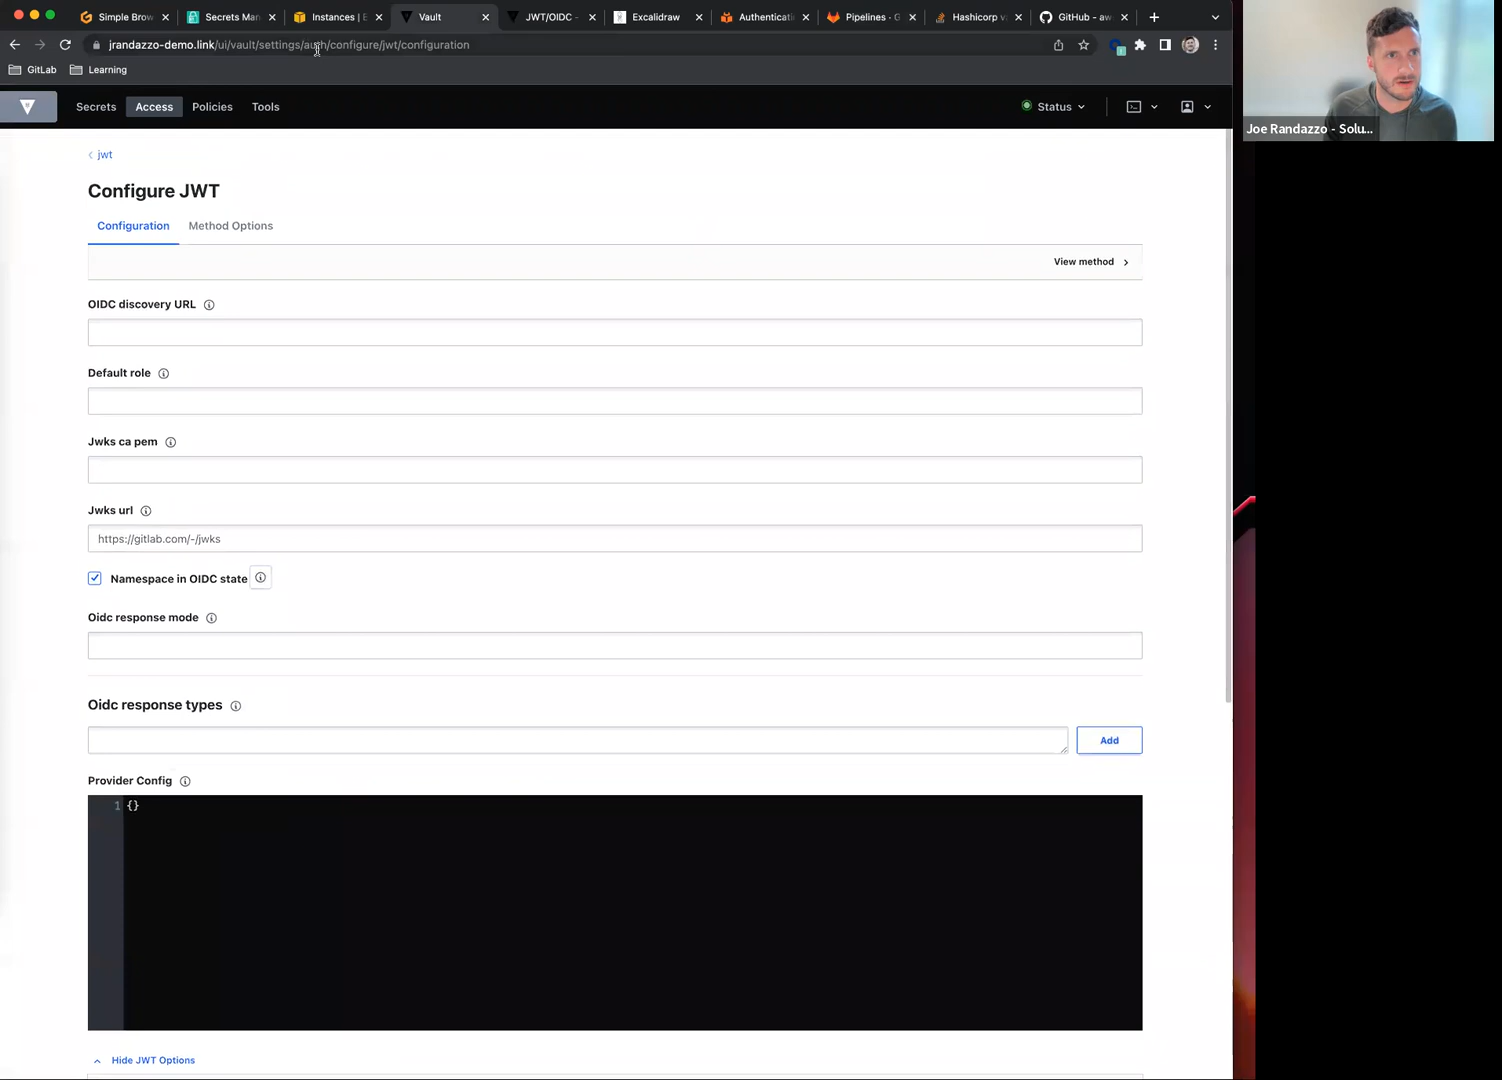 Simple Brow
Secrets Man
Instances | E
Vault
JWT/OIDC -
Excalidraw
Authenticati
Pipelines · G
Hashicorp v
GitHub - aw
jrandazzo-demo.link/ui/vault/settings/auth/configure/jwt/configuration
GitLab
Learning
Secrets
Access
Policies
Tools
Status
Joe Randazzo - Solu...
jwt
Configure JWT
Configuration
Method Options
View method
OIDC discovery URL
Default role
Jwks ca pem
Jwks url
https://gitlab.com/-/jwks
Namespace in OIDC state
Oidc response mode
Oidc response types
Add
Provider Config
1 {}
Hide JWT Options